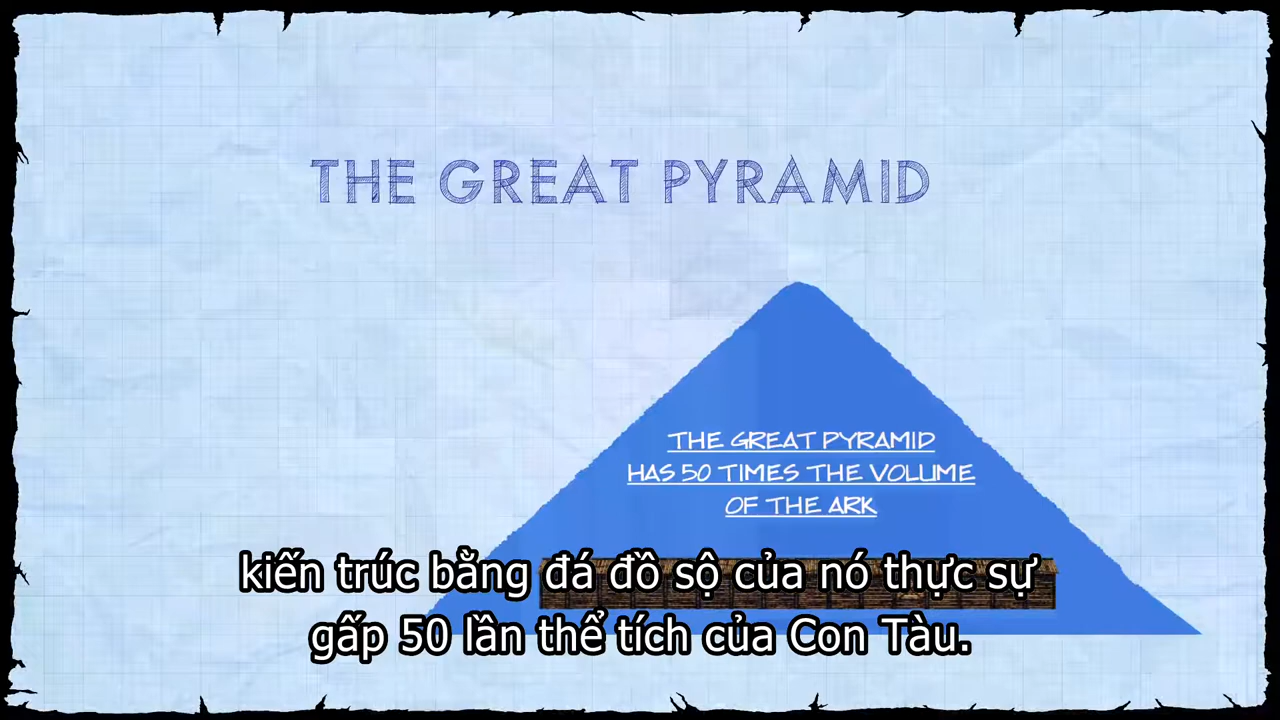 THE GREAT PYRAMID
THE GREAT PYRAMID
HAS 50 TIMES THE VOLUME
OF THE ARK
kiến trúc bằng đá đồ sộ của nó thực sự
gấp 50 lần thể tích của Con Tàu.